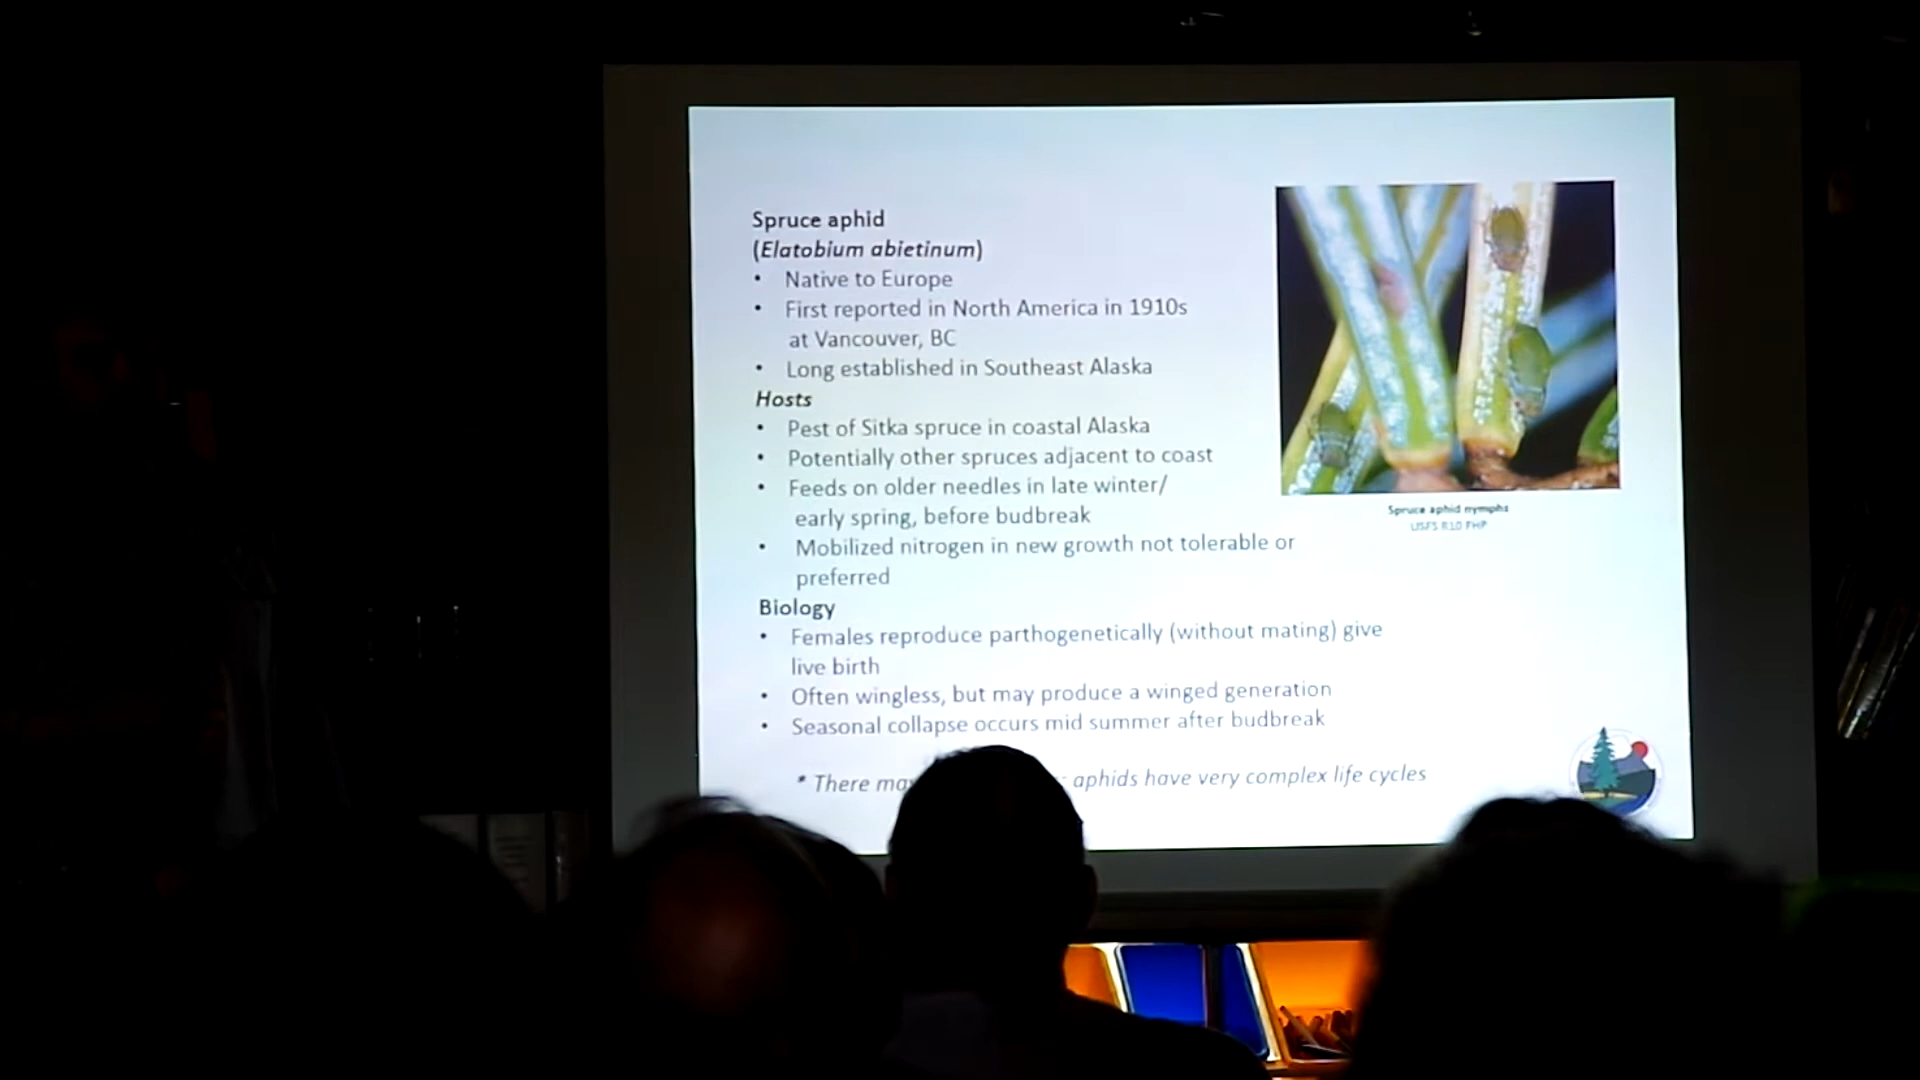 Spruce aphid
(Elatobium abietinum)
• Native to Europe
• First reported in North America in 1910s
at Vancouver, BC
• Long established in Southeast Alaska
Hosts
• Pest of Sitka spruce in coastal Alaska
• Potentially other spruces adjacent to coast
• Feeds on older needles in late winter/
early spring, before budbreak
• Mobilized nitrogen in new growth not tolerable or
preferred
Biology
• Females reproduce parthogenetically (without mating) give
live birth
• Often wingless, but may produce a winged generation
• Seasonal collapse occurs mid summer after budbreak
* There aphids have very complex life cycles
Spruce aphid nymphs
USFS R10 FHP